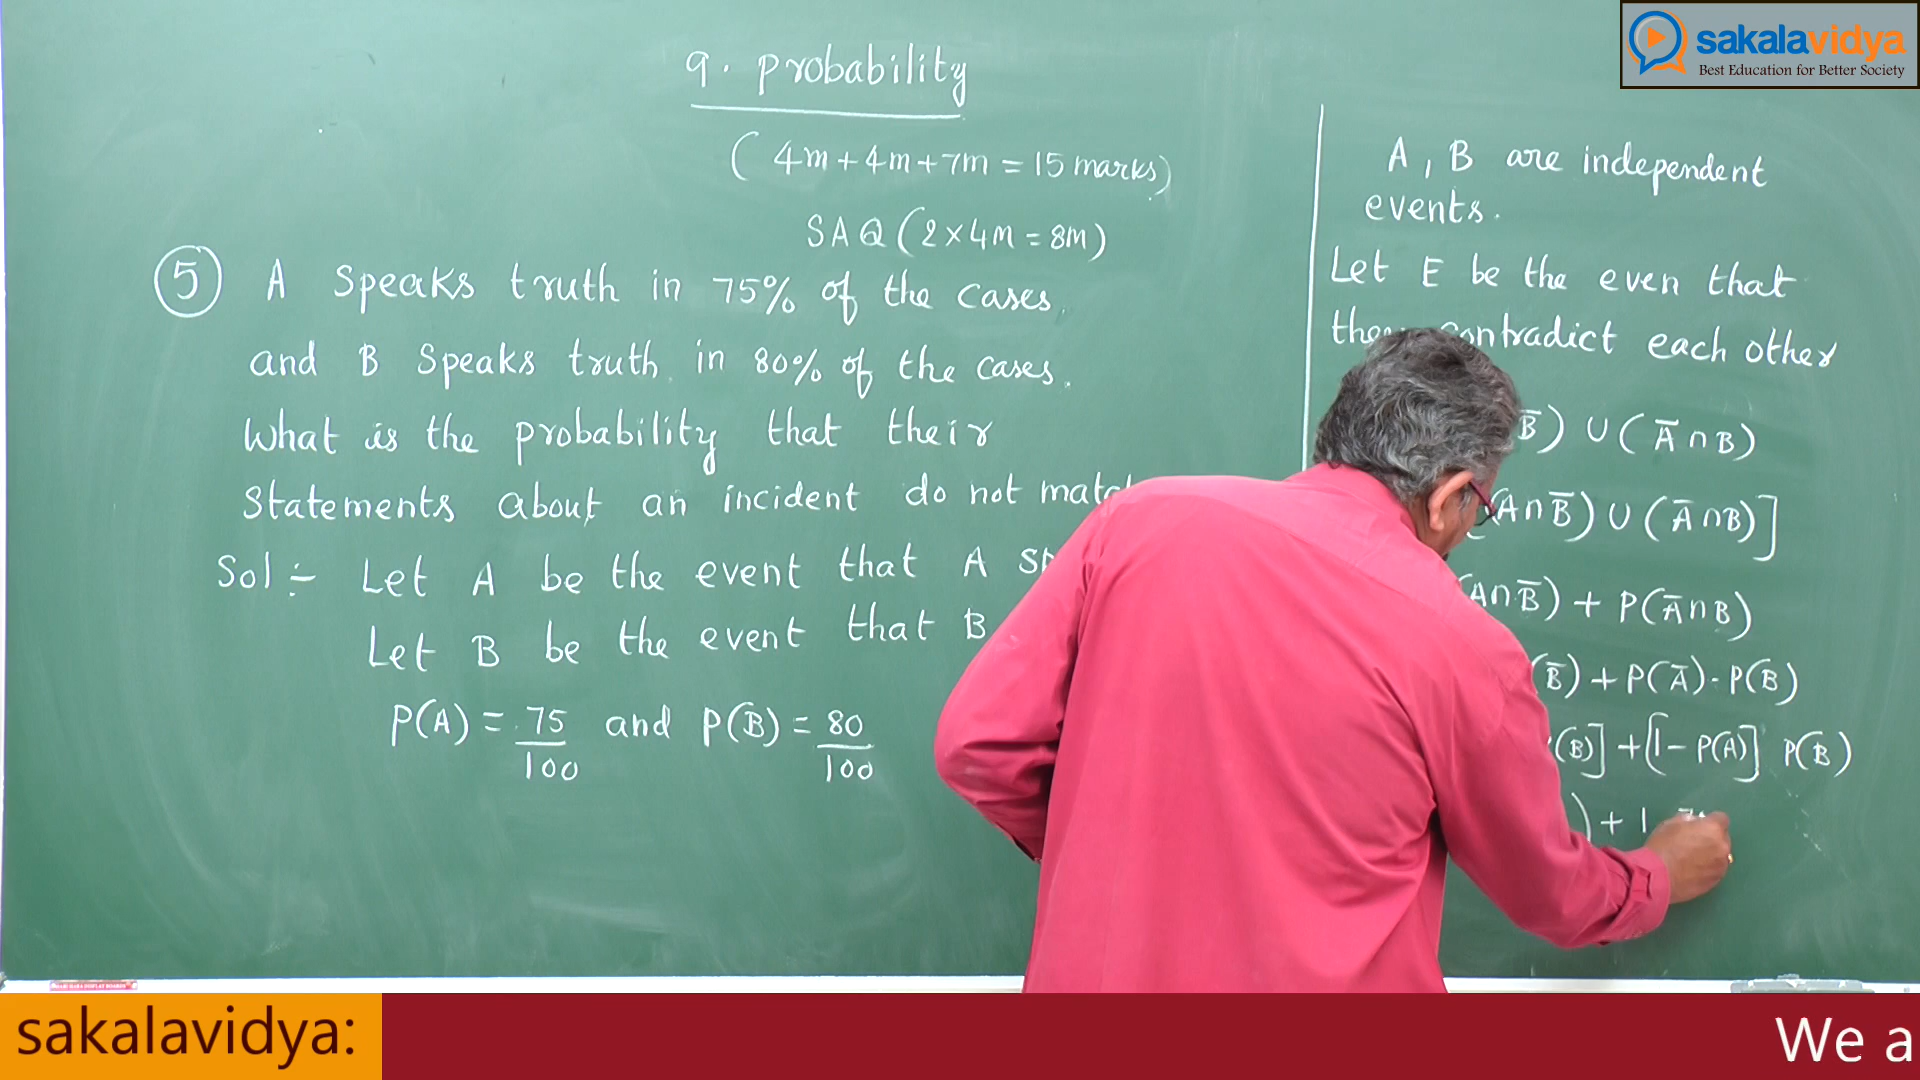 sakalavidya
Best Education for Better Society
9. probability
(4m+4m+7m = 15 marks)
SAQ (2×4M = 8M)
5 A Speaks truth in 75% of the cases.
and B Speaks truth in 80% of the cases.
What is the probability that their
Statements about an incident do not
Sol :- Let A be the event that A
Let B be the event that B
P(A) = 75/100 and P(B) = 80/100
A, B are independent
events.
Let E be the even that
contradict each other
B̅) ∪ (A̅∩B)
(A∩B̅) ∪ (A̅∩B)]
(A∩B̅) + P(A̅∩B)
(B̅) + P(A̅)·P(B)
(B)] + [1-P(A)] P(B)
) + 1
sakalavidya:
We a